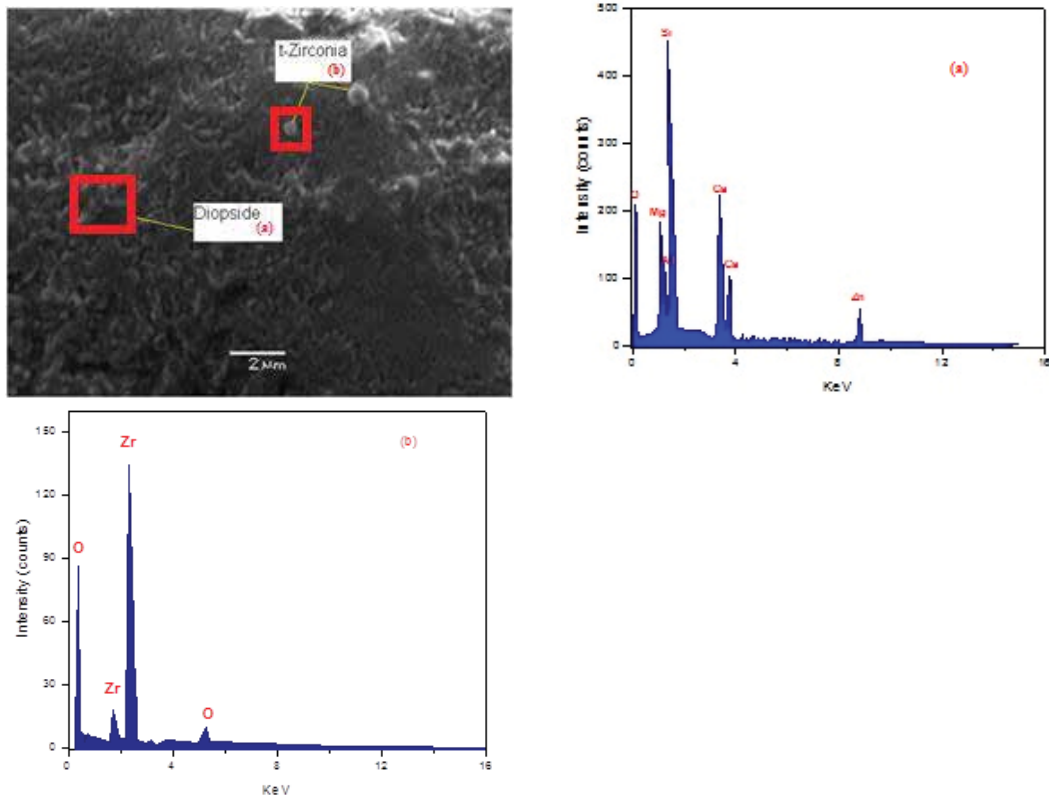 t-Zirconia
(b)
Diopside
(a)
2 µm
500
400
300
200
100
0
Intensity (counts)
0
4
8
12
16
KeV
(a)
Si
O
Mg
Ca
Ca
Zn
150
120
90
60
30
0
Intensity (counts)
0
4
8
12
16
KeV
(b)
Zr
O
Zr
O